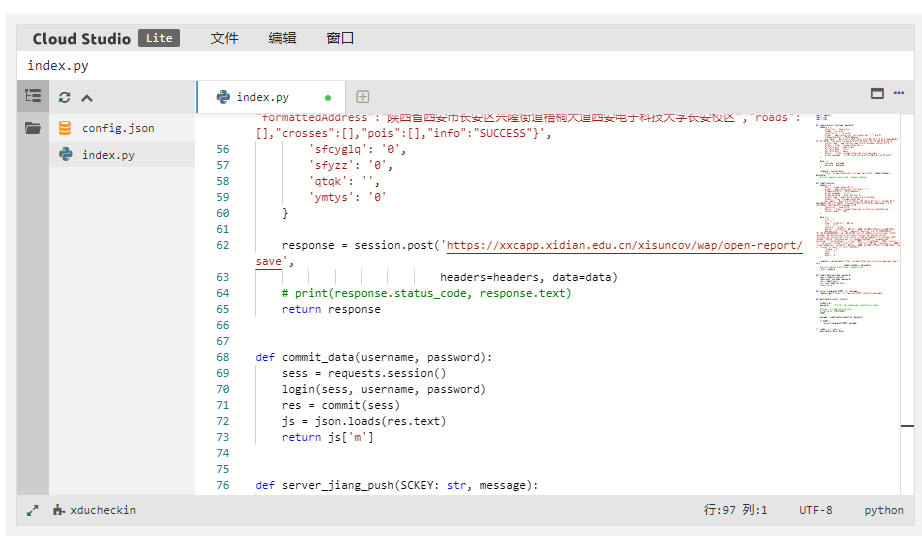 Cloud Studio Lite 文件 编辑 窗口
index.py
index.py
config.json
index.py
"formattedAddress":"陕西省西安市长安区兴隆街道梧桐大道西安电子科技大学长安校区","roads":
[],"crosses":[],"pois":[],"info":"SUCCESS"}',
56 'sfcyglq': '0',
57 'sfyzz': '0',
58 'qtqk': '',
59 'ymtys': '0'
60 }
61
62 response = session.post('https://xxcapp.xidian.edu.cn/xisuncov/wap/open-report/
save',
63 headers=headers, data=data)
64 # print(response.status_code, response.text)
65 return response
66
67
68 def commit_data(username, password):
69 sess = requests.session()
70 login(sess, username, password)
71 res = commit(sess)
72 js = json.loads(res.text)
73 return js['m']
74
75
76 def server_jiang_push(SCKEY: str, message):
xducheckin 行:97 列:1 UTF-8 python